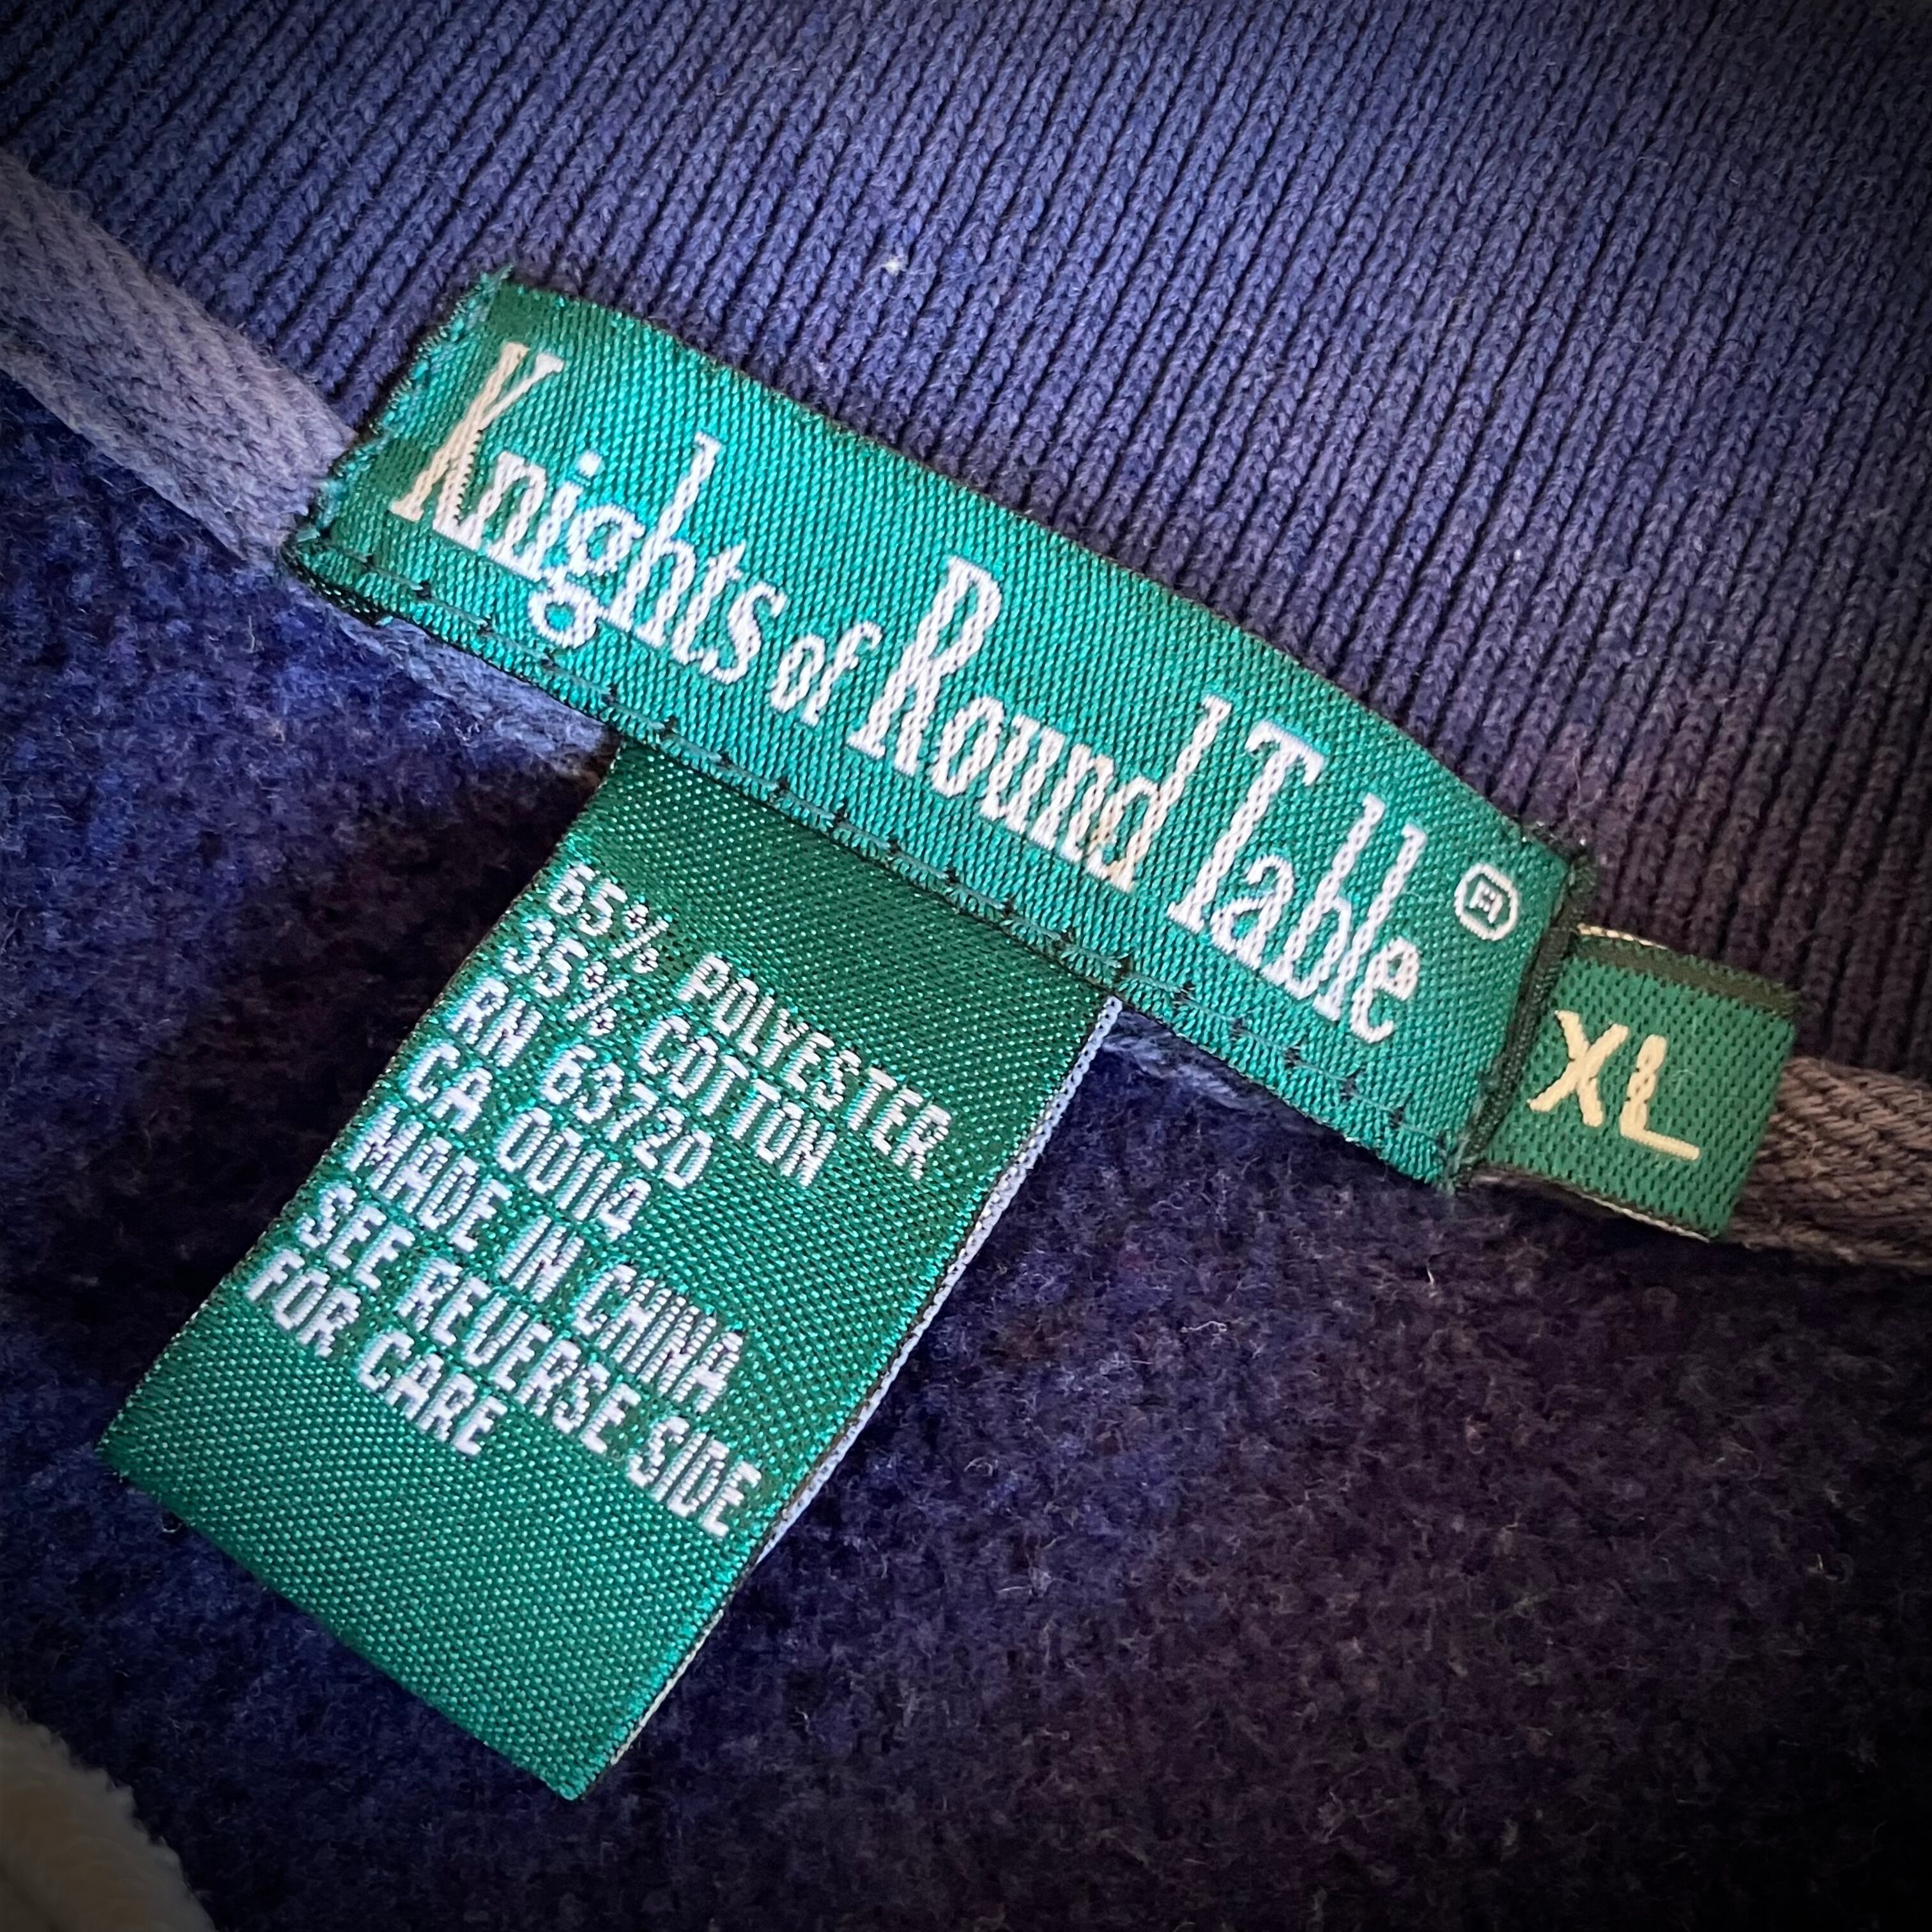 Knights of Round Table ®
XL
65% POLYESTER
35% COTTON
RN 63720
CA 00114
MADE IN CHINA
SEE REVERSE SIDE
FOR CARE